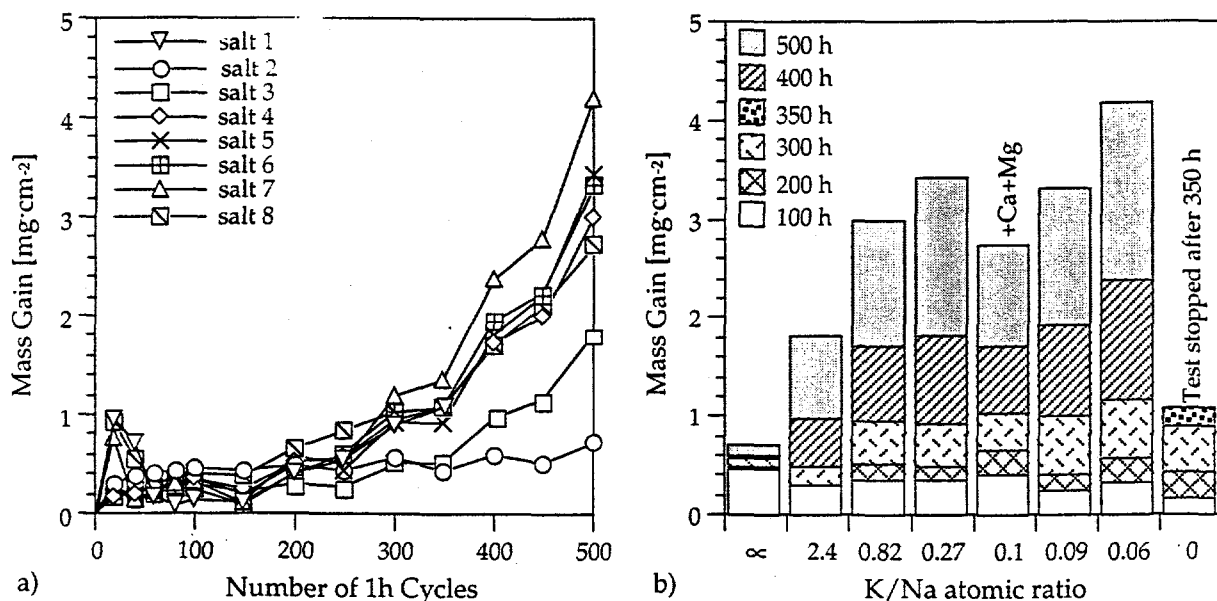 5
4
3
2
1
0
Mass Gain [mg·cm-2]
salt 1
salt 2
salt 3
salt 4
salt 5
salt 6
salt 7
salt 8
0 100 200 300 400 500
a) Number of 1h Cycles
5
4
3
2
1
0
Mass Gain [mg·cm-2]
500 h
400 h
350 h
300 h
200 h
100 h
+Ca+Mg
Test stopped after 350 h
∝ 2.4 0.82 0.27 0.1 0.09 0.06 0
b) K/Na atomic ratio